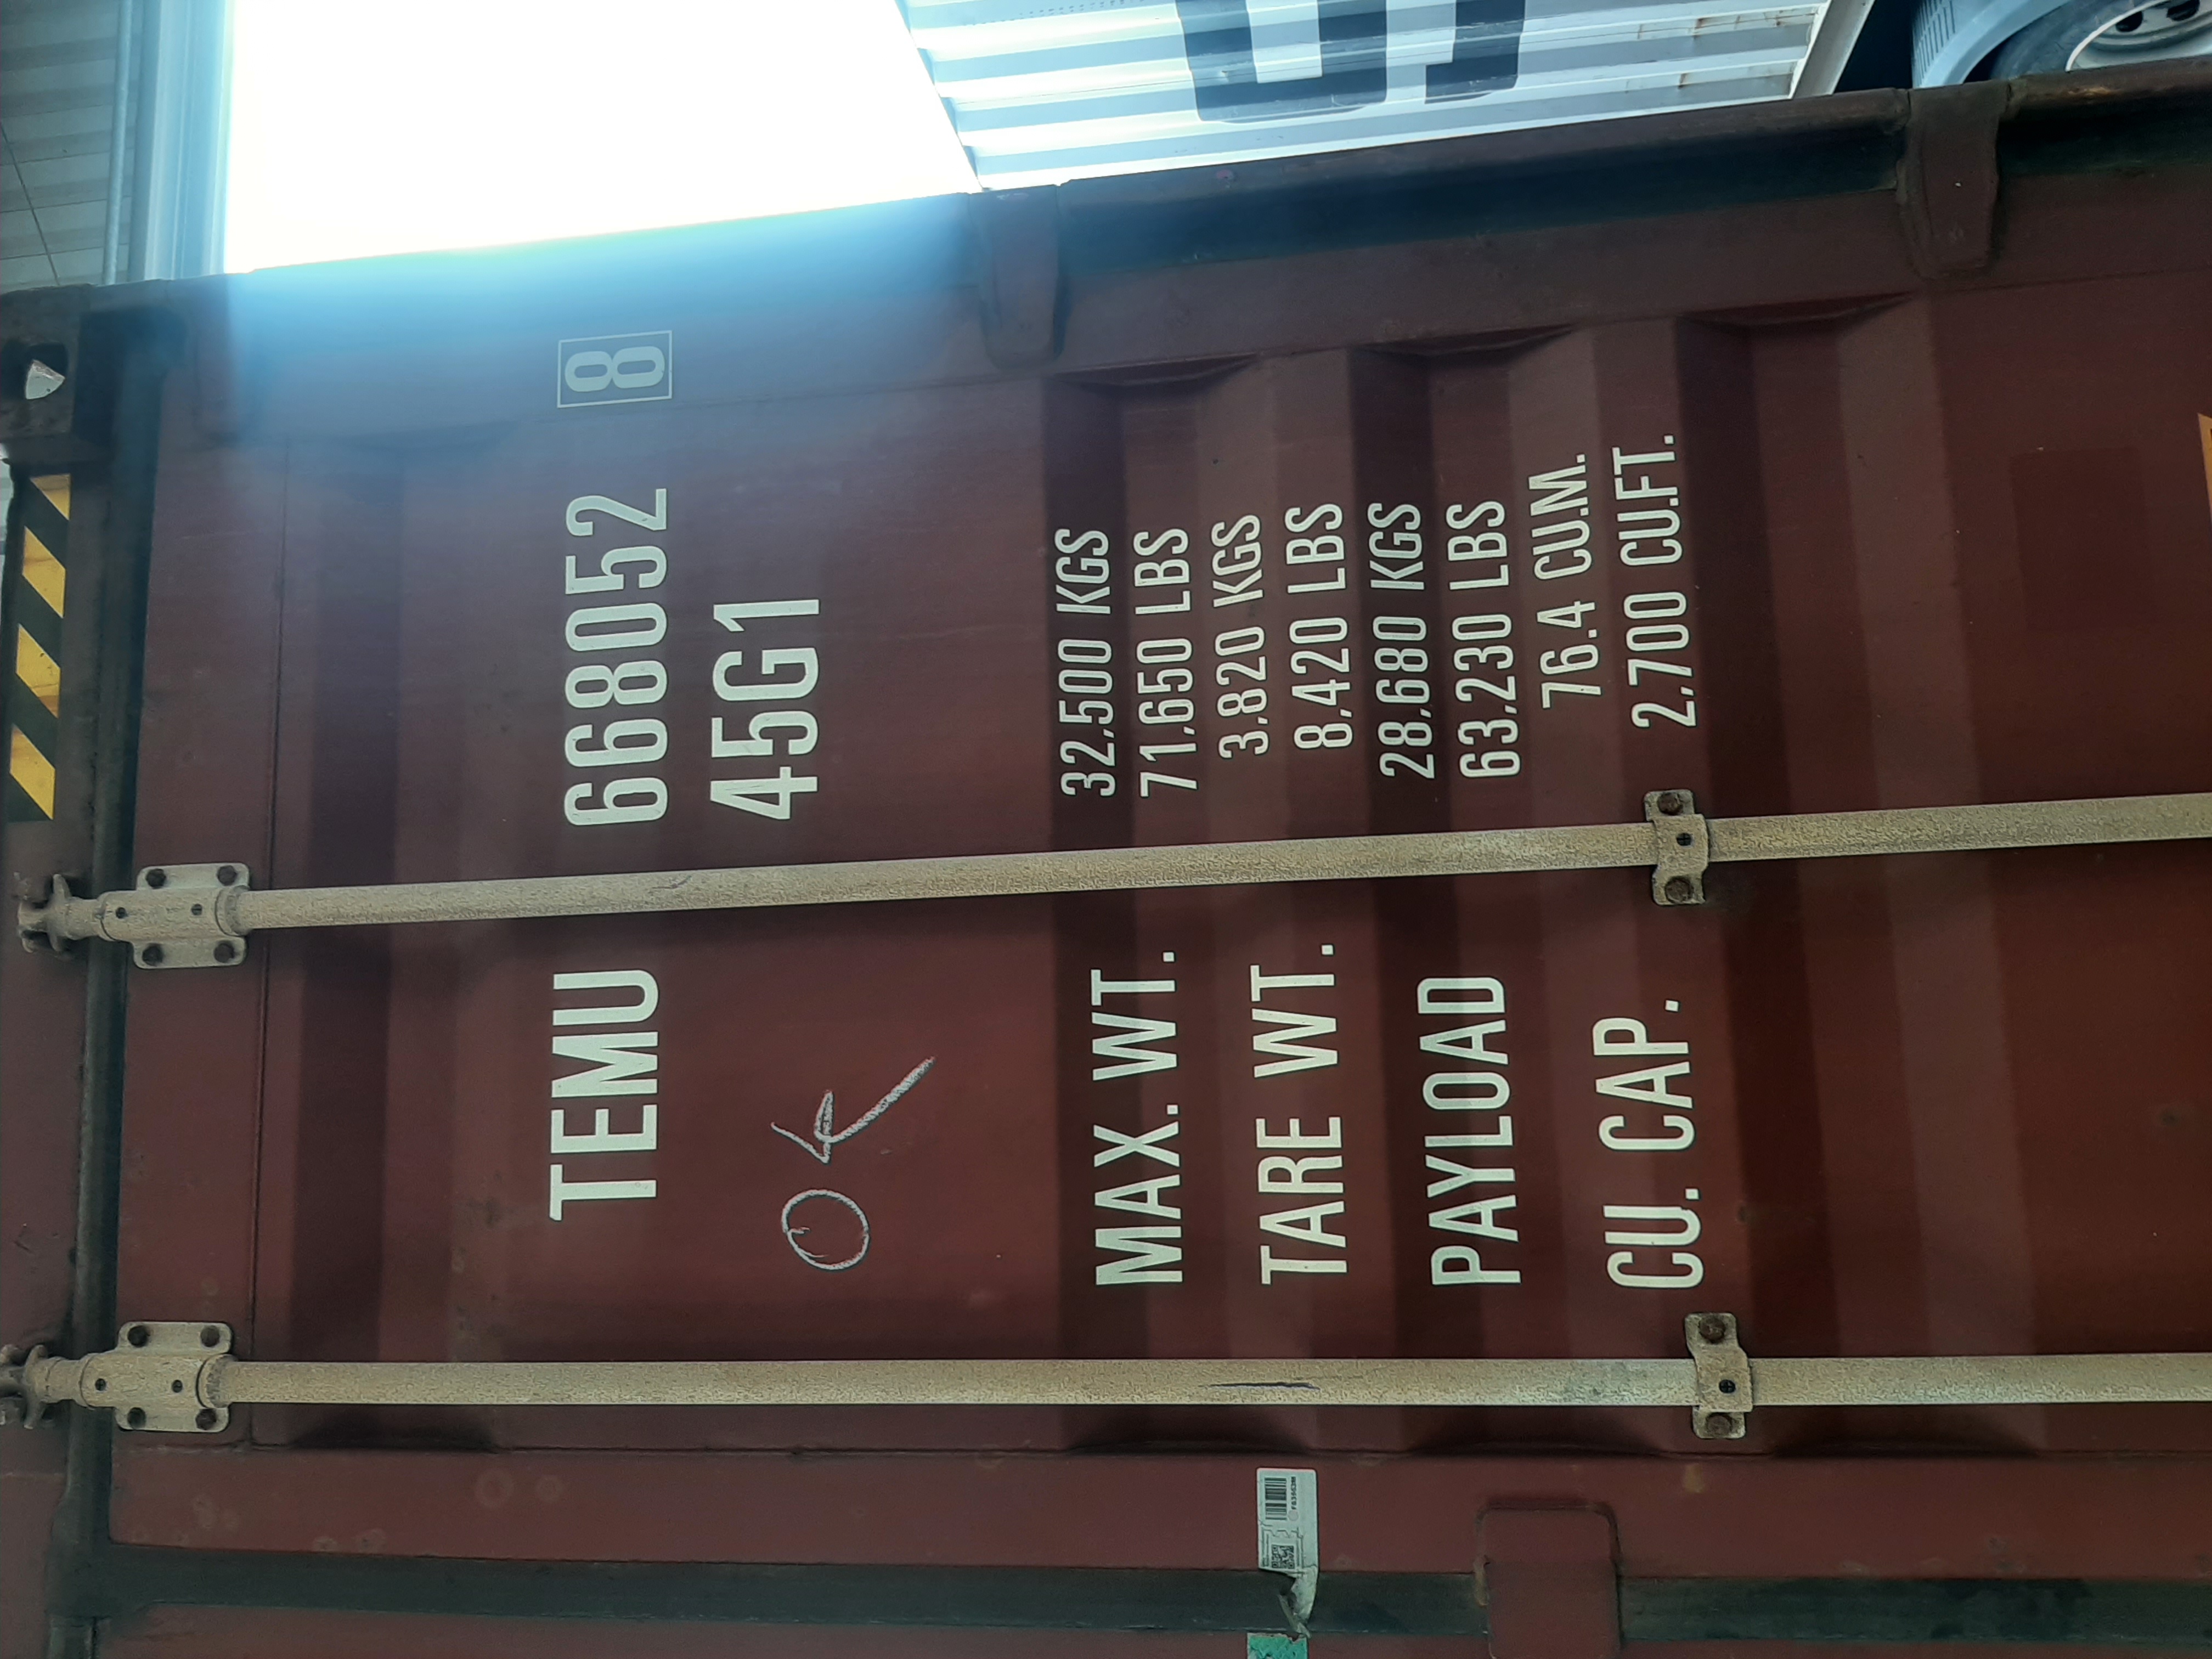 TEMU 668052 8
45G1
OK
MAX. WT. 32,500 KGS
71,650 LBS
TARE WT. 3,820 KGS
8,420 LBS
PAYLOAD 28,680 KGS
63,230 LBS
CU. CAP. 76.4 CU.M.
2,700 CU.FT.